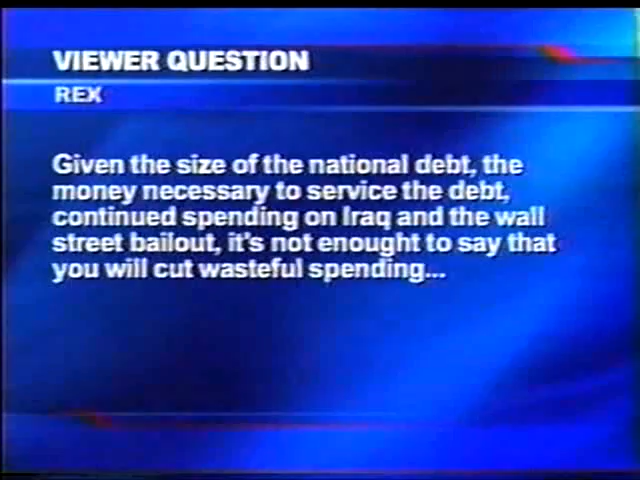 VIEWER QUESTION
REX
Given the size of the national debt, the
money necessary to service the debt,
continued spending on Iraq and the wall
street bailout, it's not enought to say that
you will cut wasteful spending...